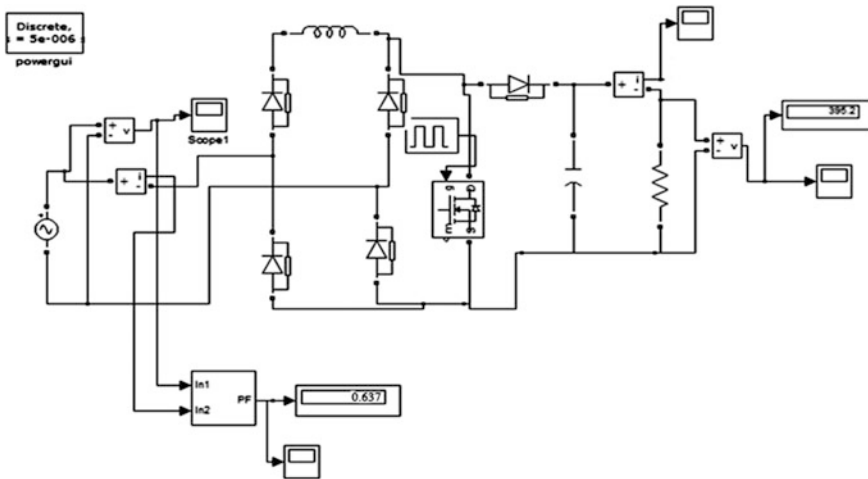 Discrete,
s = 5e-006
powergui
+
-
v
Scope1
+
-
i
+
-
i
+
-
v
395.2
g
m
S
In1
In2
PF
0.637